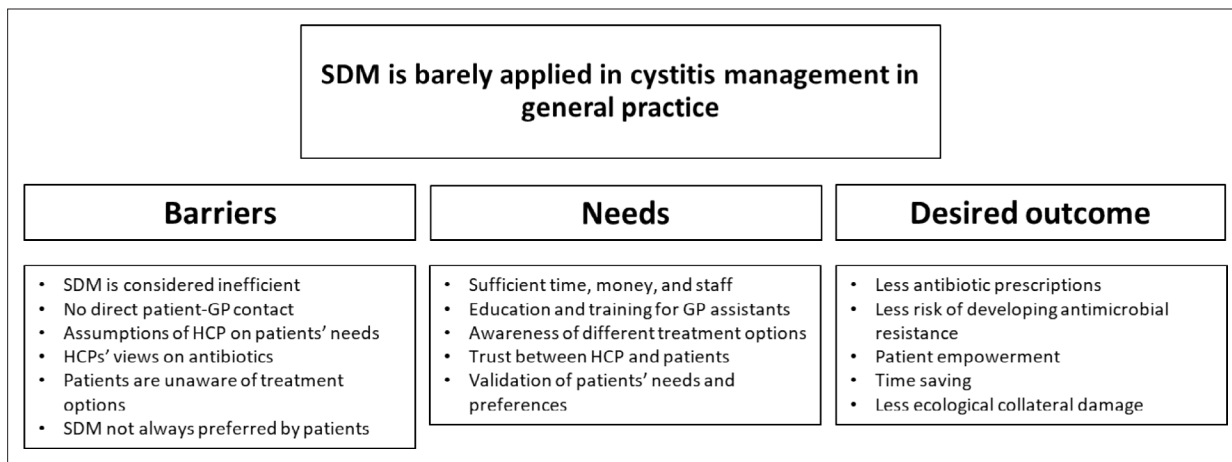 SDM is barely applied in cystitis management in
general practice
Barriers
• SDM is considered inefficient
• No direct patient-GP contact
• Assumptions of HCP on patients’ needs
• HCPs’ views on antibiotics
• Patients are unaware of treatment
options
• SDM not always preferred by patients
Needs
• Sufficient time, money, and staff
• Education and training for GP assistants
• Awareness of different treatment options
• Trust between HCP and patients
• Validation of patients’ needs and
preferences
Desired outcome
• Less antibiotic prescriptions
• Less risk of developing antimicrobial
resistance
• Patient empowerment
• Time saving
• Less ecological collateral damage